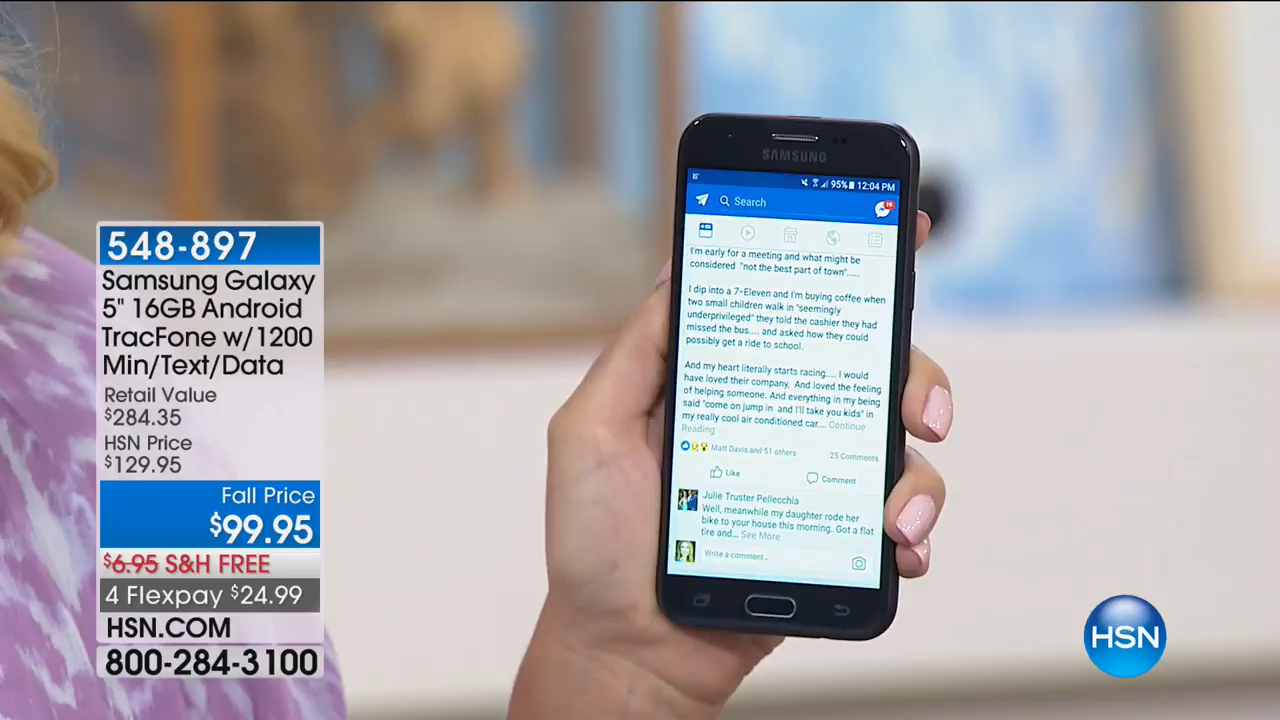 548-897
Samsung Galaxy
5" 16GB Android
TracFone w/1200
Min/Text/Data
Retail Value
$284.35
HSN Price
$129.95
Fall Price
$99.95
$6.95 S&H FREE
4 Flexpay $24.99
HSN.COM
800-284-3100
SAMSUNG
95% 12:04 PM
Search
19
I'm early for a meeting and what might be
considered "not the best part of town".....
I dip into a 7-Eleven and I'm buying coffee when
two small children walk in "seemingly
underprivileged" they told the cashier they had
missed the bus.... and asked how they could
possibly get a ride to school.
And my heart literally starts racing.... I would
have loved their company. And loved the feeling
of helping someone. And everything in my being
said "come on jump in and I'll take you kids" in
my really cool air conditioned car.... Continue
Reading
Matt Davis and 51 others 25 Comments
Like Comment
Julie Truster Pellecchia
Well, meanwhile my daughter rode her
bike to your house this morning. Got a flat
tire and... See More
Write a comment...
HSN